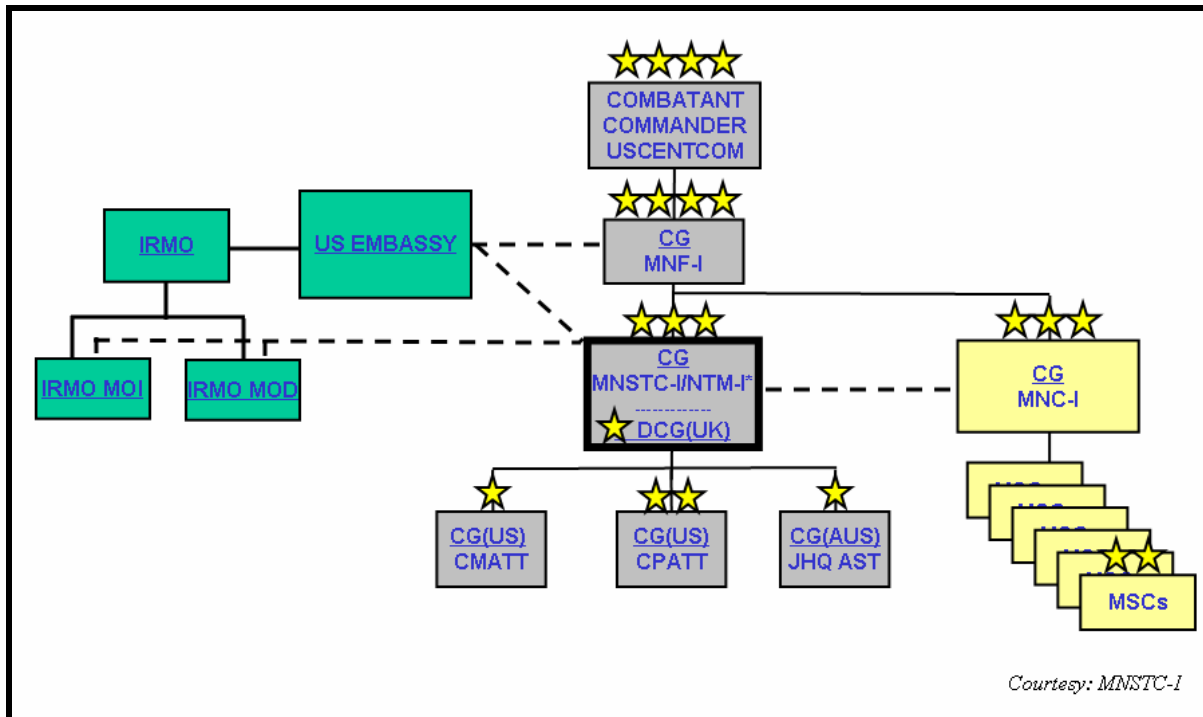 COMBATANT
COMMANDER
USCENTCOM
IRMO
US EMBASSY
CG
MNF-I
IRMO MOI
IRMO MOD
CG
MNSTC-I/NTM-I*
-------------
DCG(UK)
CG
MNC-I
CG(US)
CMATT
CG(US)
CPATT
CG(AUS)
JHQ AST
MSCs
Courtesy: MNSTC-I